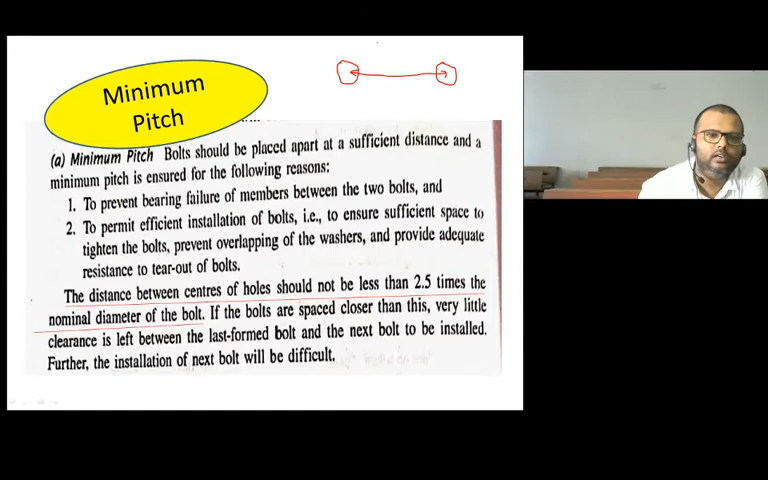 Minimum
Pitch
(a) Minimum Pitch Bolts should be placed apart at a sufficient distance and a
minimum pitch is ensured for the following reasons:
1. To prevent bearing failure of members between the two bolts, and
2. To permit efficient installation of bolts, i.e., to ensure sufficient space to
tighten the bolts, prevent overlapping of the washers, and provide adequate
resistance to tear-out of bolts.
The distance between centres of holes should not be less than 2.5 times the
nominal diameter of the bolt. If the bolts are spaced closer than this, very little
clearance is left between the last-formed bolt and the next bolt to be installed.
Further, the installation of next bolt will be difficult.